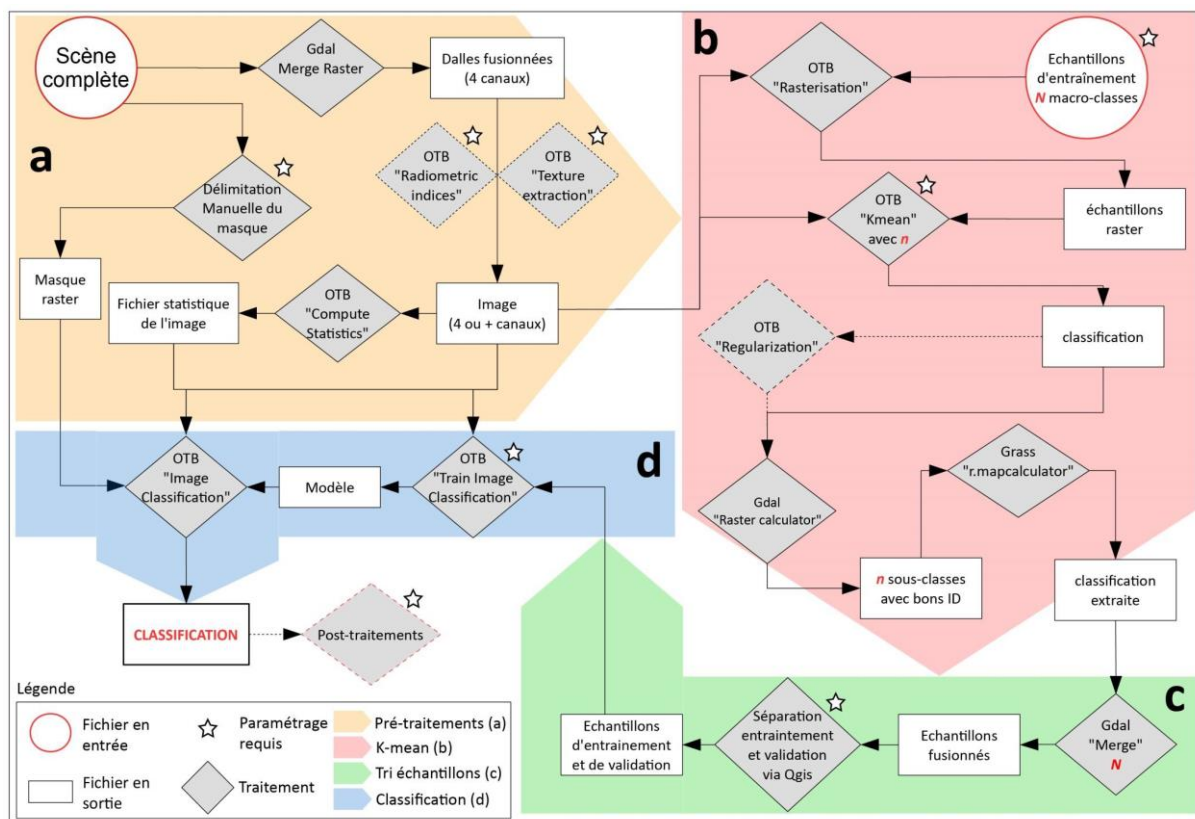 Scène
complète
Gdal
Merge Raster
Dalles fusionnées
(4 canaux)
a
OTB
"Radiometric
indices"
OTB
"Texture
extraction"
Délimitation
Manuelle du
masque
Masque
raster
Fichier statistique
de l'image
OTB
"Compute
Statistics"
Image
(4 ou + canaux)
b
OTB
"Rasterisation"
Echantillons
d'entraînement
N macro-classes
OTB
"Kmean"
avec n
échantillons
raster
OTB
"Regularization"
classification
Gdal
"Raster calculator"
Grass
"r.mapcalculator"
n sous-classes
avec bons ID
classification
extraite
d
OTB
"Image
Classification"
Modèle
OTB
"Train Image
Classification"
CLASSIFICATION
Post-traitements
c
Echantillons
d'entrainement
et de validation
Séparation
entraintement
et validation
via Qgis
Echantillons
fusionnés
Gdal
"Merge"
N
Légende
Fichier en
entrée
Paramétrage
requis
Fichier en
sortie
Traitement
Pré-traitements (a)
K-mean (b)
Tri échantillons (c)
Classification (d)